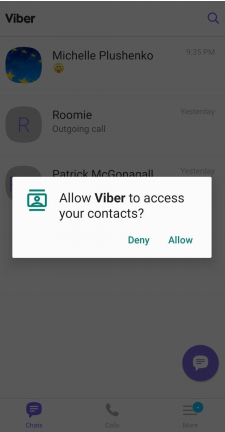 Viber
Michelle Plushenko
9:35 PM
Roomie
Yesterday
Outgoing call
Patrick McGonagall
Yesterday
Allow Viber to access
your contacts?
Deny
Allow
Chats
Calls
More